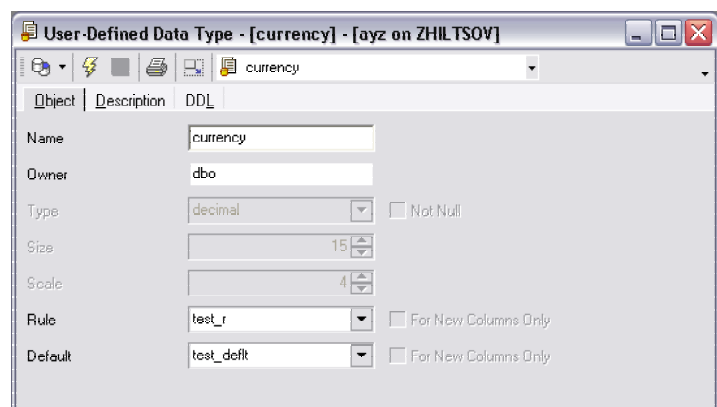 User-Defined Data Type - [currency] - [ayz on ZHILTSOV]
currency
Object Description DDL
Name currency
Owner dbo
Type decimal Not Null
Size 15
Scale 4
Rule test_r For New Columns Only
Default test_deflt For New Columns Only